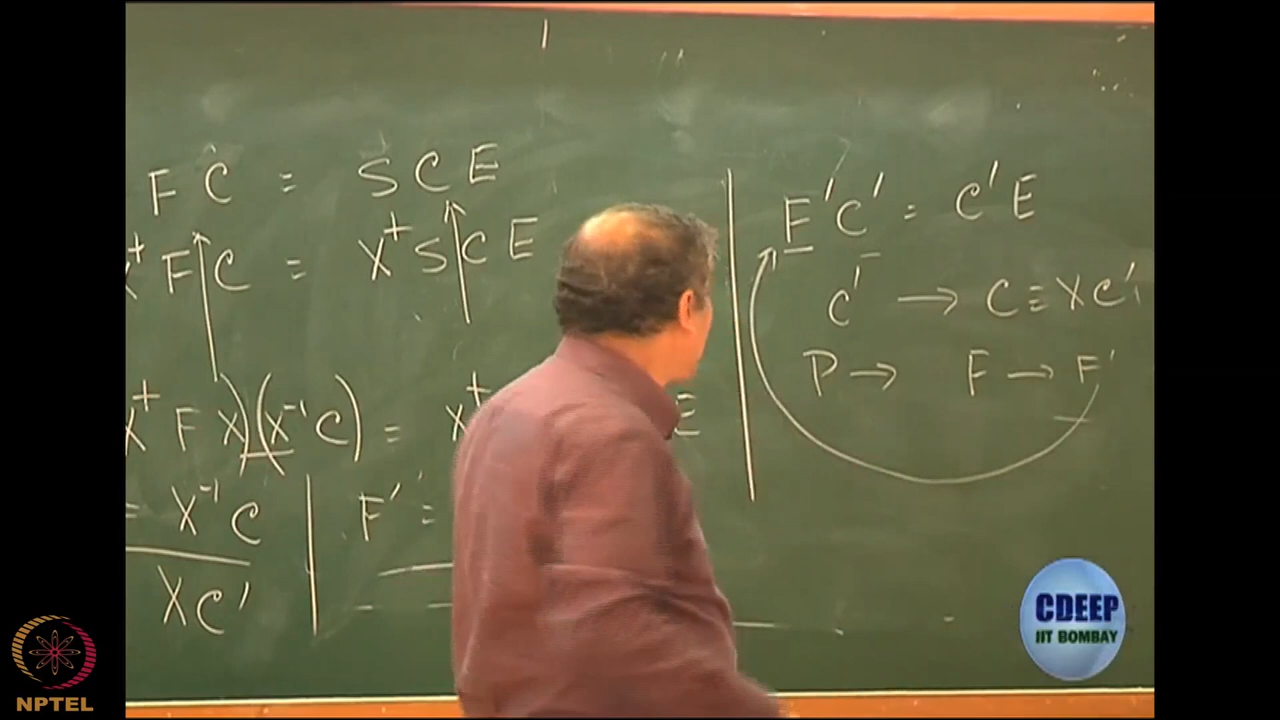 FC = SCE
X⁺FC = X⁺SCE
X⁺FX)(X⁻¹C) = X⁺ E
= X⁻¹C
F' =
XC'
F'C' = C'E
C' → C ≡ XC'
P → F → F'
CDEEP
IIT BOMBAY
NPTEL